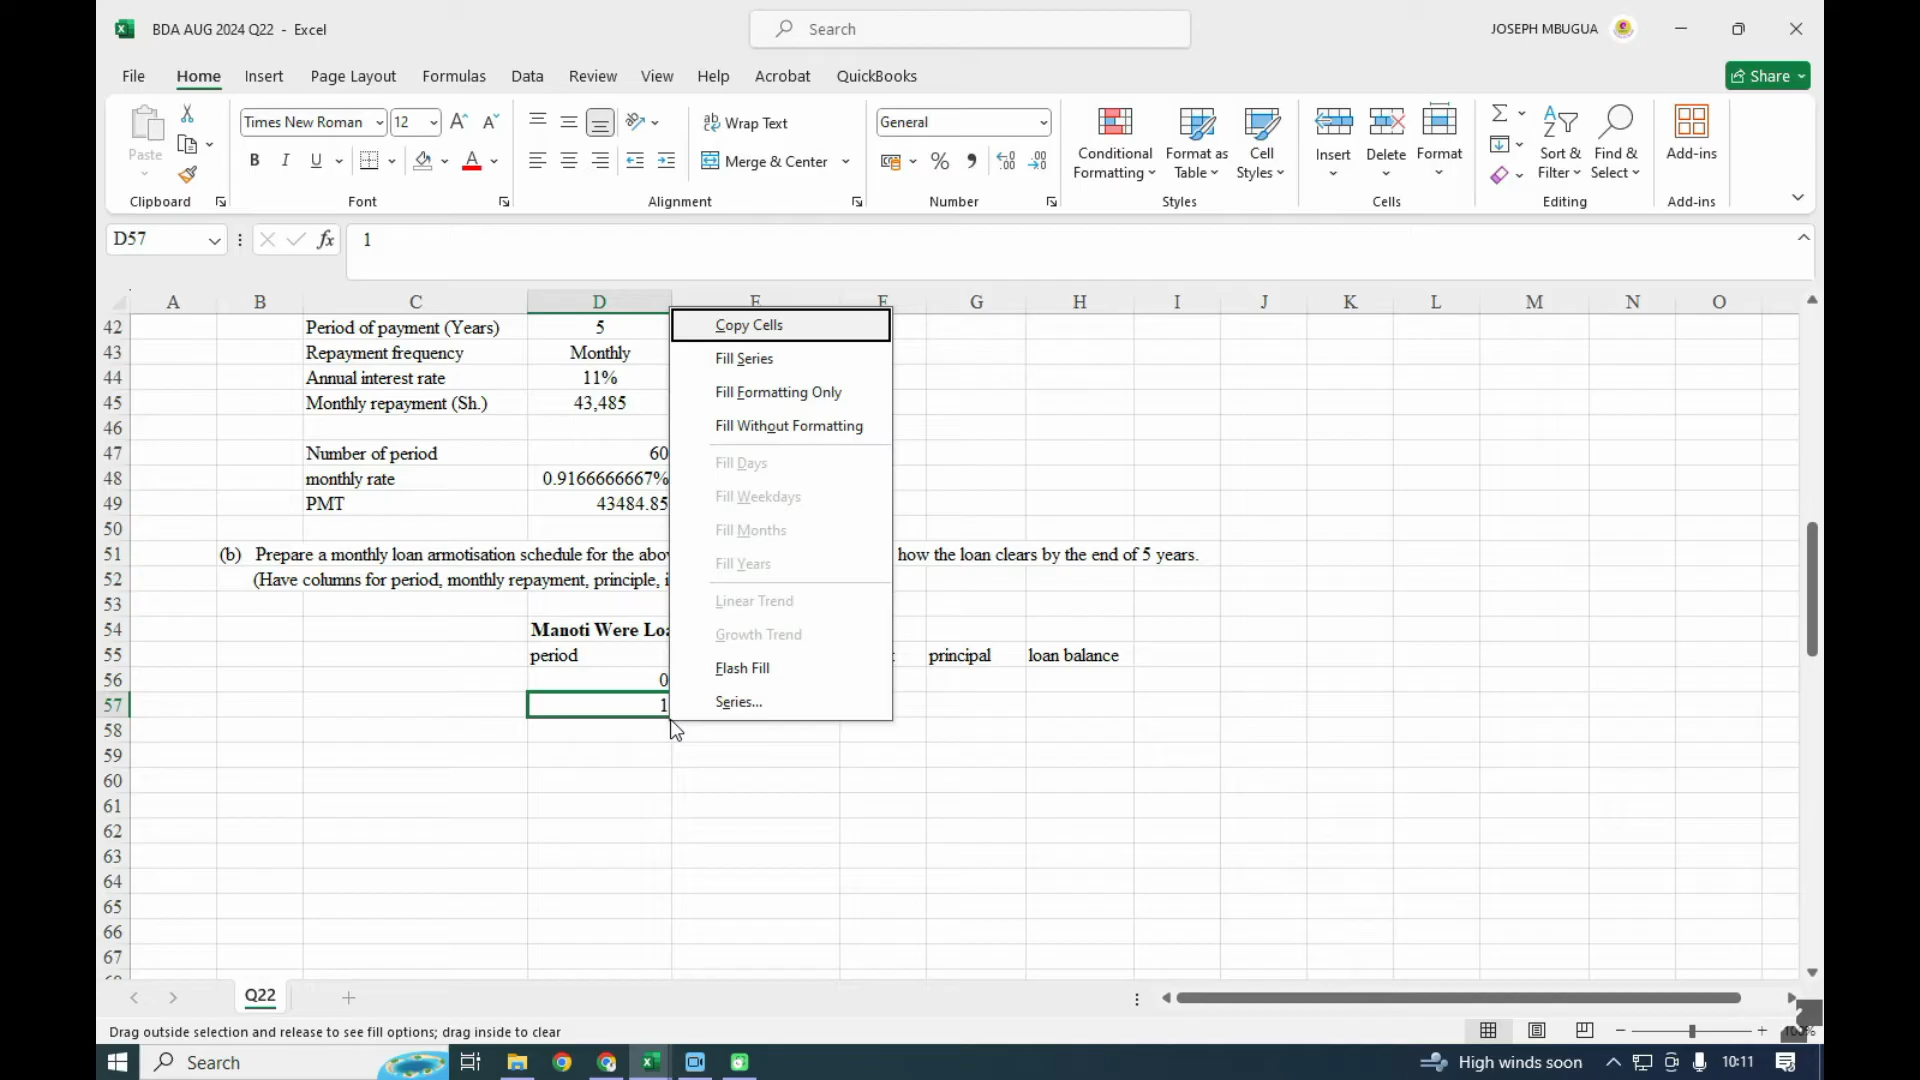 BDA AUG 2024 Q22 - Excel
Search
JOSEPH MBUGUA
File Home Insert Page Layout Formulas Data Review View Help Acrobat QuickBooks
Share
Paste
Times New Roman 12
B I U
Wrap Text
Merge & Center
General
Conditional Formatting
Format as Table
Cell Styles
Insert Delete Format
Sort & Filter
Find & Select
Add-ins
Clipboard Font Alignment Number Styles Cells Editing Add-ins
D57
fx
1
A B C D E F G H I J K L M N O
42 Period of payment (Years) 5
43 Repayment frequency Monthly
44 Annual interest rate 11%
45 Monthly repayment (Sh.) 43,485
46
47 Number of period 60
48 monthly rate 0.9166666667%
49 PMT 43484.85
50
51 (b) Prepare a monthly loan armotisation schedule for the how the loan clears by the end of 5 years.
52 (Have columns for period, monthly repayment, principle,
53
54 Manoti Were
55 period principal loan balance
56 0
57 1
58
59
60
61
62
63
64
65
66
67
Copy Cells
Fill Series
Fill Formatting Only
Fill Without Formatting
Fill Days
Fill Weekdays
Fill Months
Fill Years
Linear Trend
Growth Trend
Flash Fill
Series...
Q22
Drag outside selection and release to see fill options; drag inside to clear
100%
Search
High winds soon
10:11